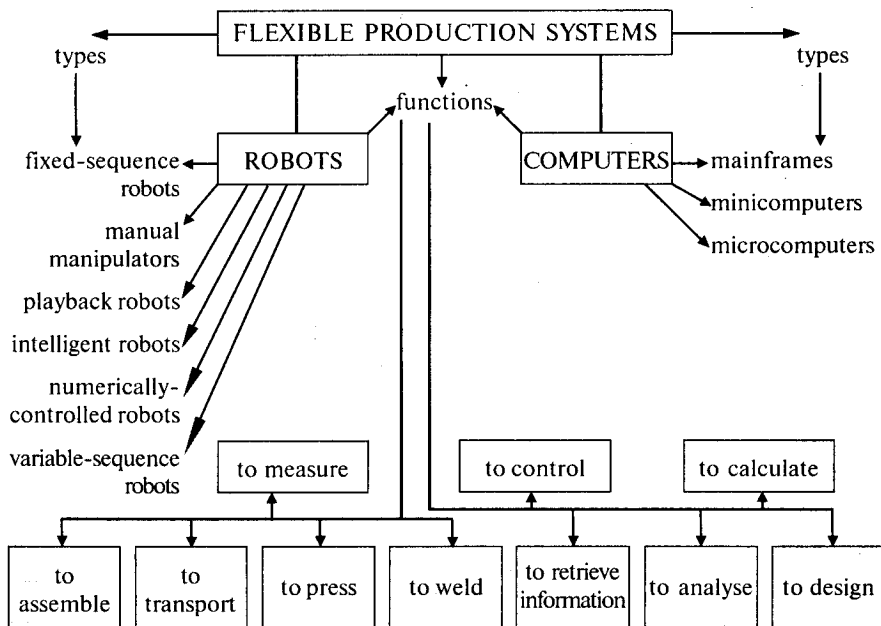 FLEXIBLE PRODUCTION SYSTEMS
types
types
functions
ROBOTS
COMPUTERS
fixed-sequence
robots
manual
manipulators
playback robots
intelligent robots
numerically-
controlled robots
variable-sequence
robots
mainframes
minicomputers
microcomputers
to measure
to control
to calculate
to
assemble
to
transport
to press
to weld
to retrieve
information
to analyse
to design